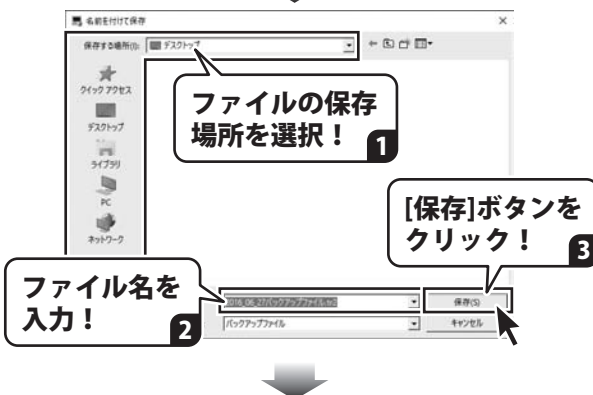 名前を付けて保存
保存する場所(I):
デスクトップ
クイック アクセス
デスクトップ
ライブラリ
PC
ネットワーク
ファイルの保存
場所を選択！
1
[保存]ボタンを
クリック！
3
ファイル名を
入力！
2
保存(S)
バックアップファイル
キャンセル